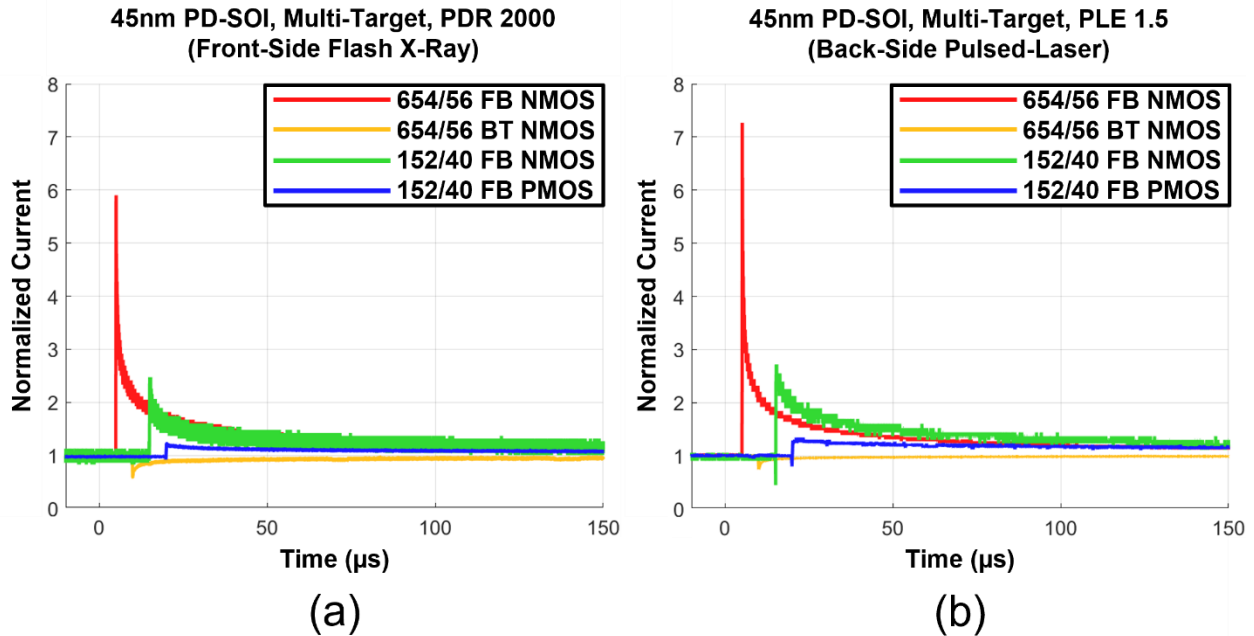 45nm PD-SOI, Multi-Target, PDR 2000
(Front-Side Flash X-Ray)
8
7
6
5
4
3
2
1
0
Normalized Current
654/56 FB NMOS
654/56 BT NMOS
152/40 FB NMOS
152/40 FB PMOS
0
50
100
150
Time (µs)
(a)
45nm PD-SOI, Multi-Target, PLE 1.5
(Back-Side Pulsed-Laser)
8
7
6
5
4
3
2
1
0
Normalized Current
654/56 FB NMOS
654/56 BT NMOS
152/40 FB NMOS
152/40 FB PMOS
0
50
100
150
Time (µs)
(b)